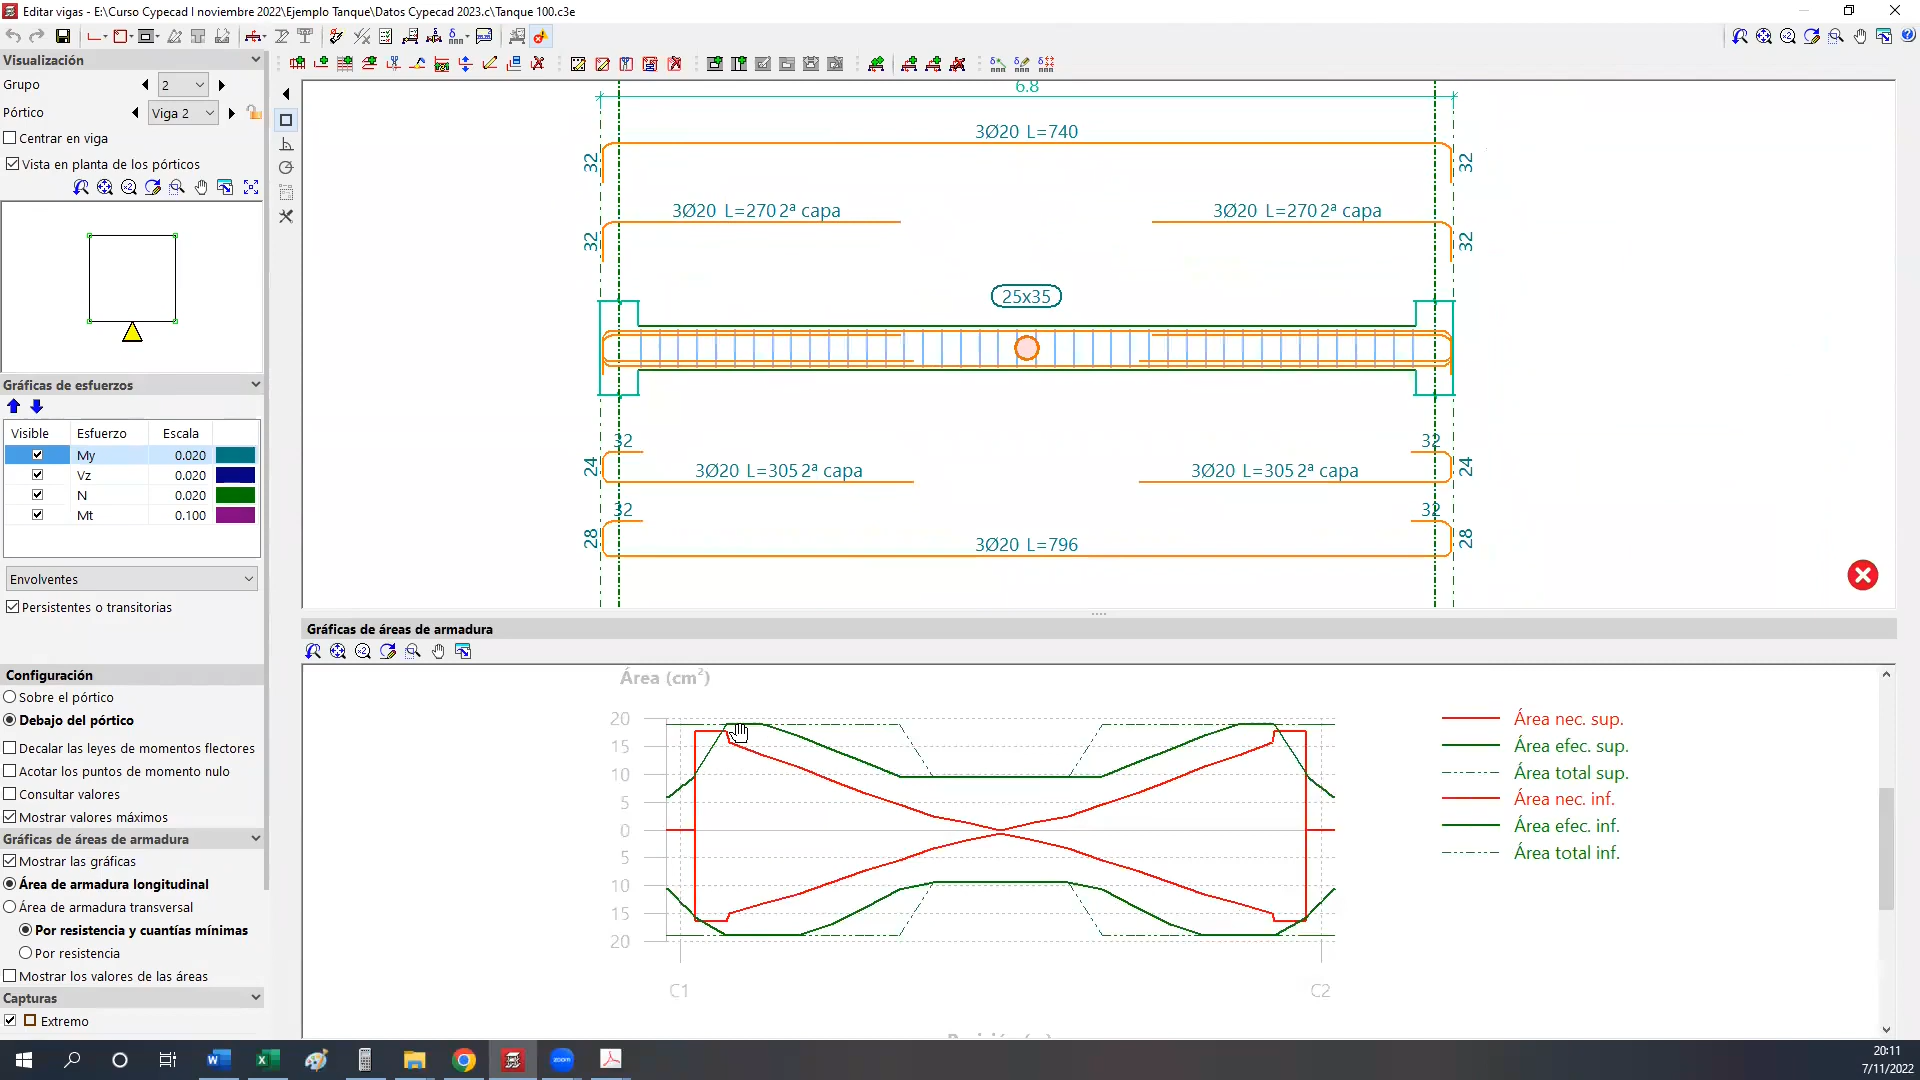 Editar vigas - E:\Curso Cypecad I noviembre 2022\Ejemplo Tanque\Datos Cypecad 2023.c\Tanque 100.c3e
Visualización
Grupo
2
Pórtico
Viga 2
Centrar en viga
Vista en planta de los pórticos
Gráficas de esfuerzos
Visible Esfuerzo Escala
My 0.020
Vz 0.020
N 0.020
Mt 0.100
Envolventes
Persistentes o transitorias
Configuración
Sobre el pórtico
Debajo del pórtico
Decalar las leyes de momentos flectores
Acotar los puntos de momento nulo
Consultar valores
Mostrar valores máximos
Gráficas de áreas de armadura
Mostrar las gráficas
Área de armadura longitudinal
Área de armadura transversal
Por resistencia y cuantías mínimas
Por resistencia
Mostrar los valores de las áreas
Capturas
Extremo
6.8
3Ø20 L=740
32
32
3Ø20 L=270 2ª capa
3Ø20 L=270 2ª capa
32
32
25x35
32
32
24
3Ø20 L=305 2ª capa
3Ø20 L=305 2ª capa
24
32
32
28
3Ø20 L=796
28
Gráficas de áreas de armadura
Área (cm²)
20
15
10
5
0
5
10
15
20
C1
C2
Área nec. sup.
Área efec. sup.
Área total sup.
Área nec. inf.
Área efec. inf.
Área total inf.
20:11
7/11/2022